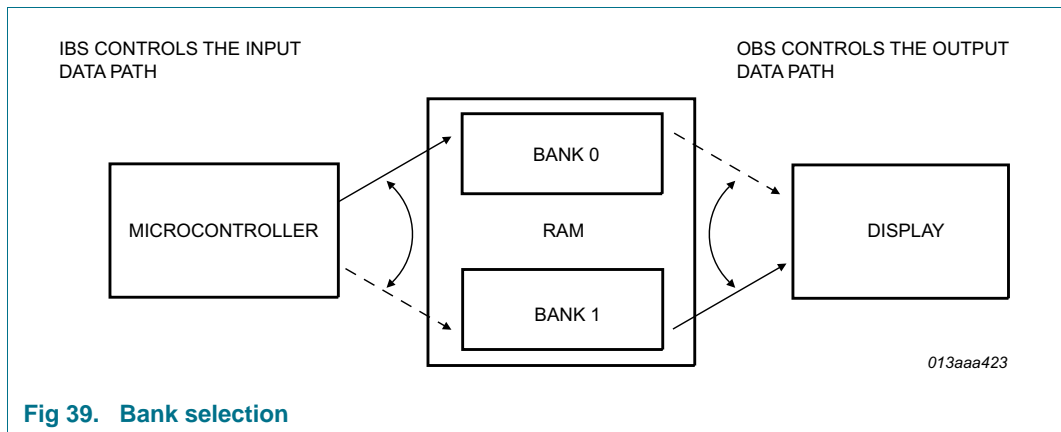 IBS CONTROLS THE INPUT
DATA PATH
OBS CONTROLS THE OUTPUT
DATA PATH
MICROCONTROLLER
BANK 0
RAM
BANK 1
DISPLAY
013aaa423
Fig 39. Bank selection